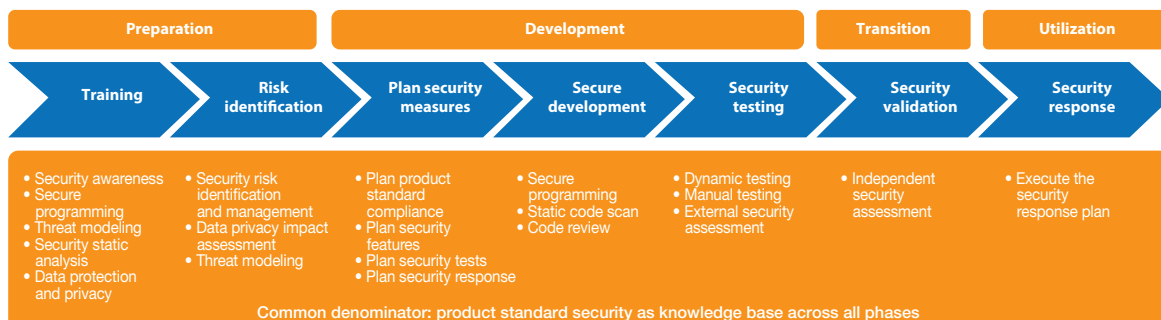 Preparation
Development
Transition
Utilization
Training
Risk
identification
Plan security
measures
Secure
development
Security
testing
Security
validation
Security
response
• Security awareness
• Secure
programming
• Threat modeling
• Security static
analysis
• Data protection
and privacy
• Security risk
identification
and management
• Data privacy impact
assessment
• Threat modeling
• Plan product
standard
compliance
• Plan security
features
• Plan security tests
• Plan security response
• Secure
programming
• Static code scan
• Code review
• Dynamic testing
• Manual testing
• External security
assessment
• Independent
security
assessment
• Execute the
security
response plan
Common denominator: product standard security as knowledge base across all phases